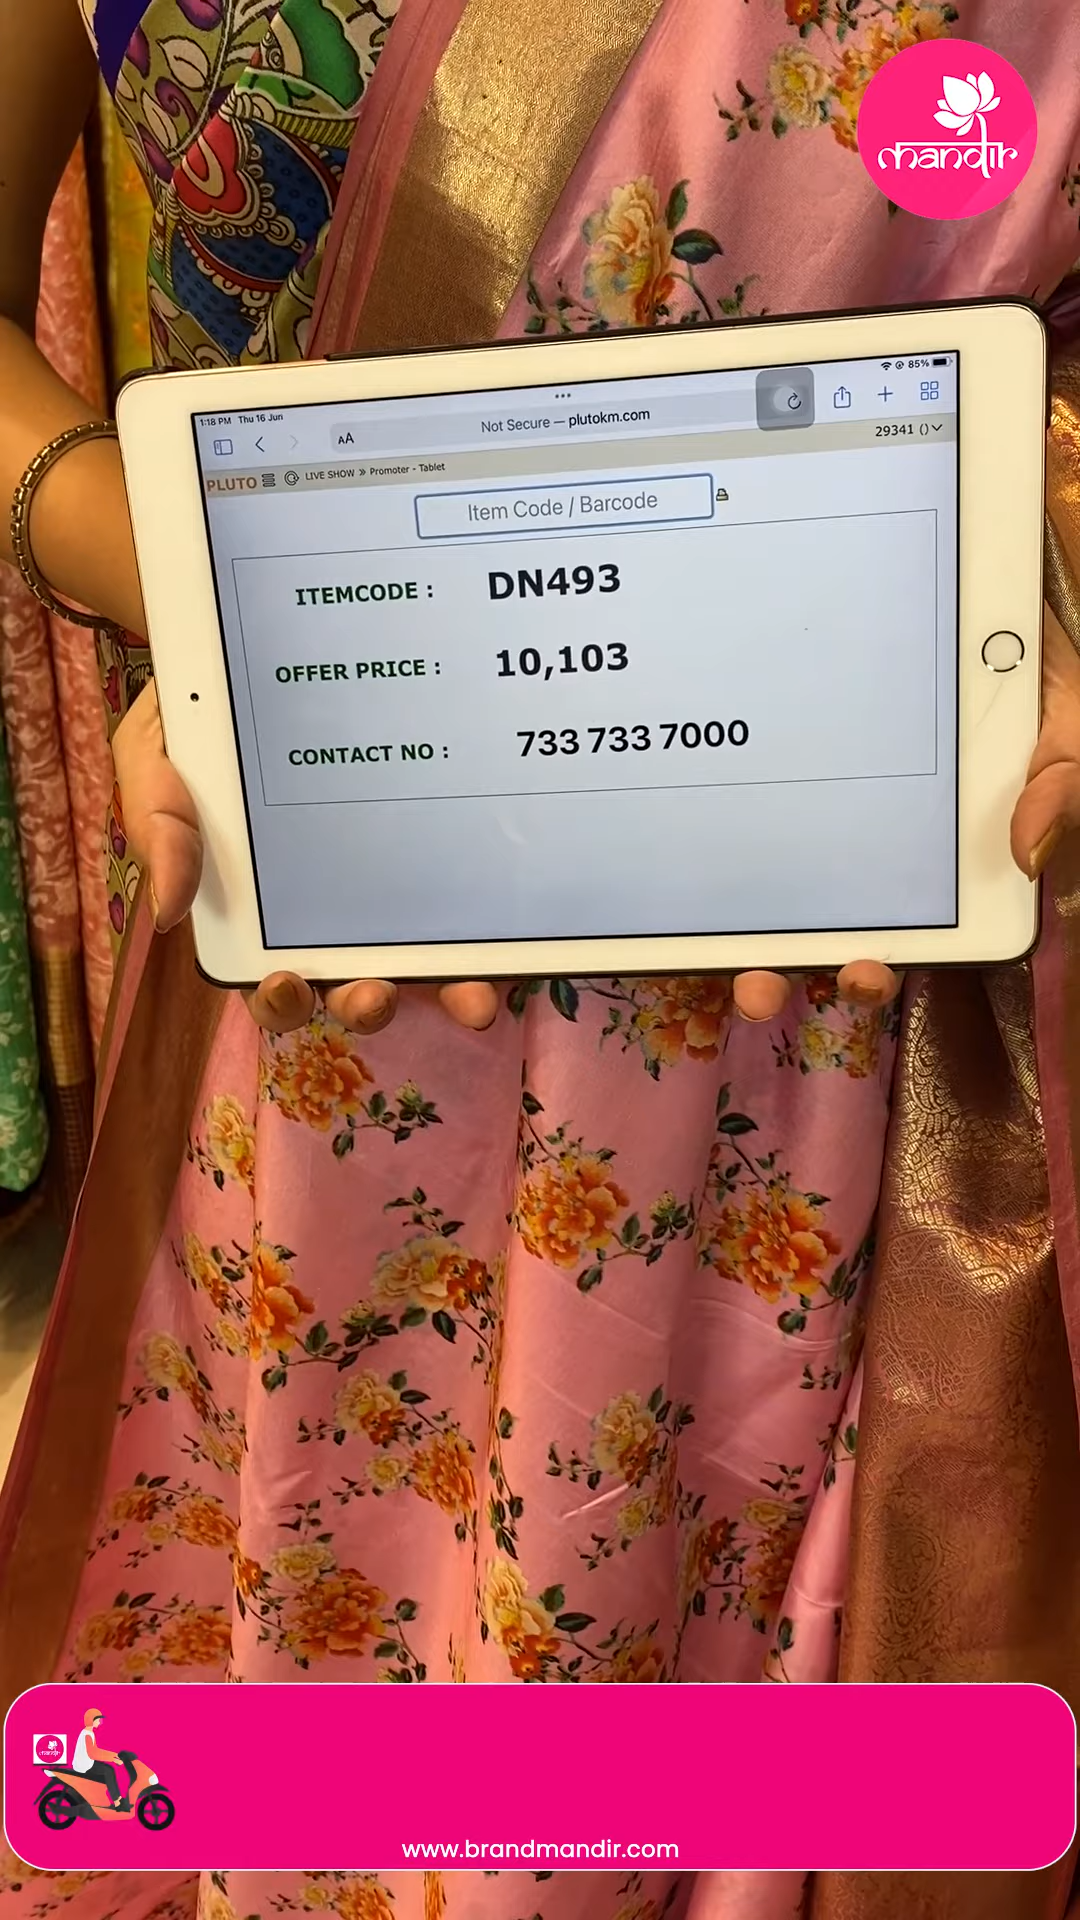 mandir
1:18 PM Thu 16 Jun
85%
AA
Not Secure — plutokm.com
PLUTO
LIVE SHOW » Promoter - Tablet
29341 ()
Item Code / Barcode
ITEMCODE : DN493
OFFER PRICE : 10,103
CONTACT NO : 733 733 7000
mandir
www.brandmandir.com